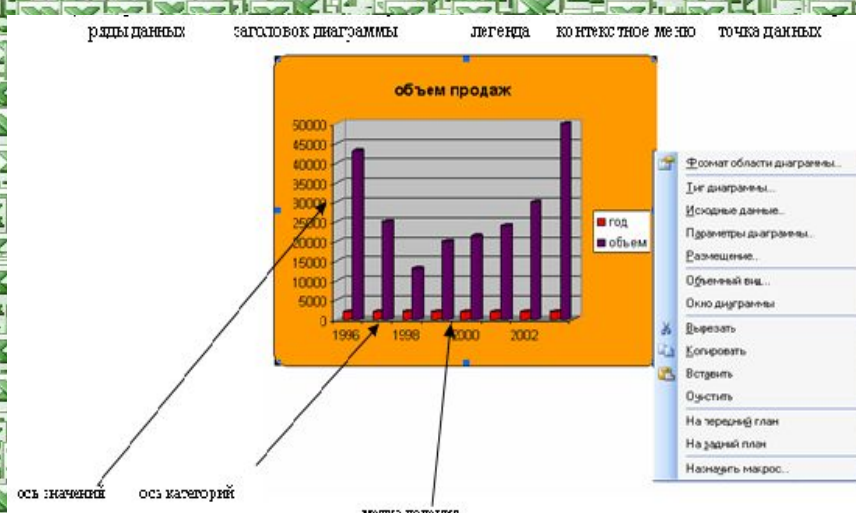 ряды данных заголовок диаграммы легенда контекстное меню точка данных
объем продаж
50000
45000
40000
35000
30000
25000
20000
15000
10000
5000
0
1996 1998 2000 2002
год
объем
Формат области диаграммы...
Тип диаграммы...
Исходные данные...
Параметры диаграммы...
Размещение...
Объемный вид...
Окно диаграммы
Вырезать
Копировать
Вставить
Очистить
На передний план
На задний план
Назначить макрос...
ось значений ось категорий